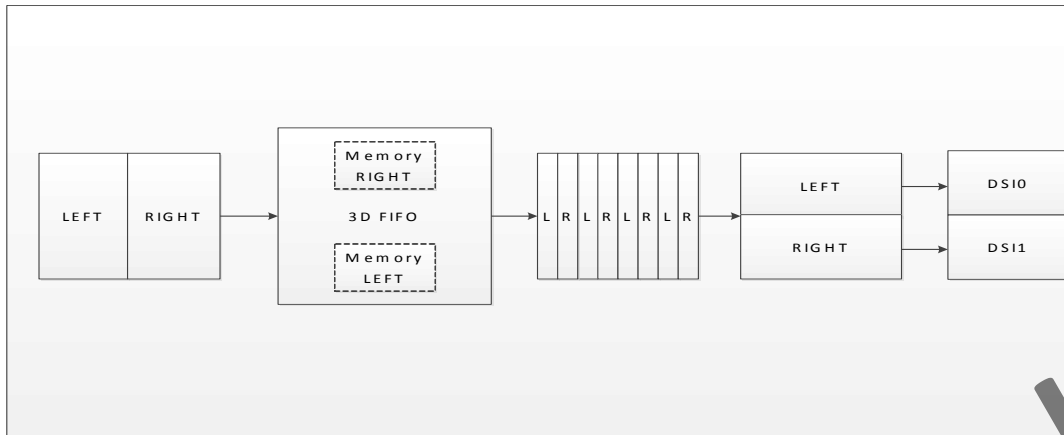 LEFT
RIGHT
Memory
RIGHT
3D FIFO
Memory
LEFT
L R L R L R L R
LEFT
RIGHT
DSI0
DSI1